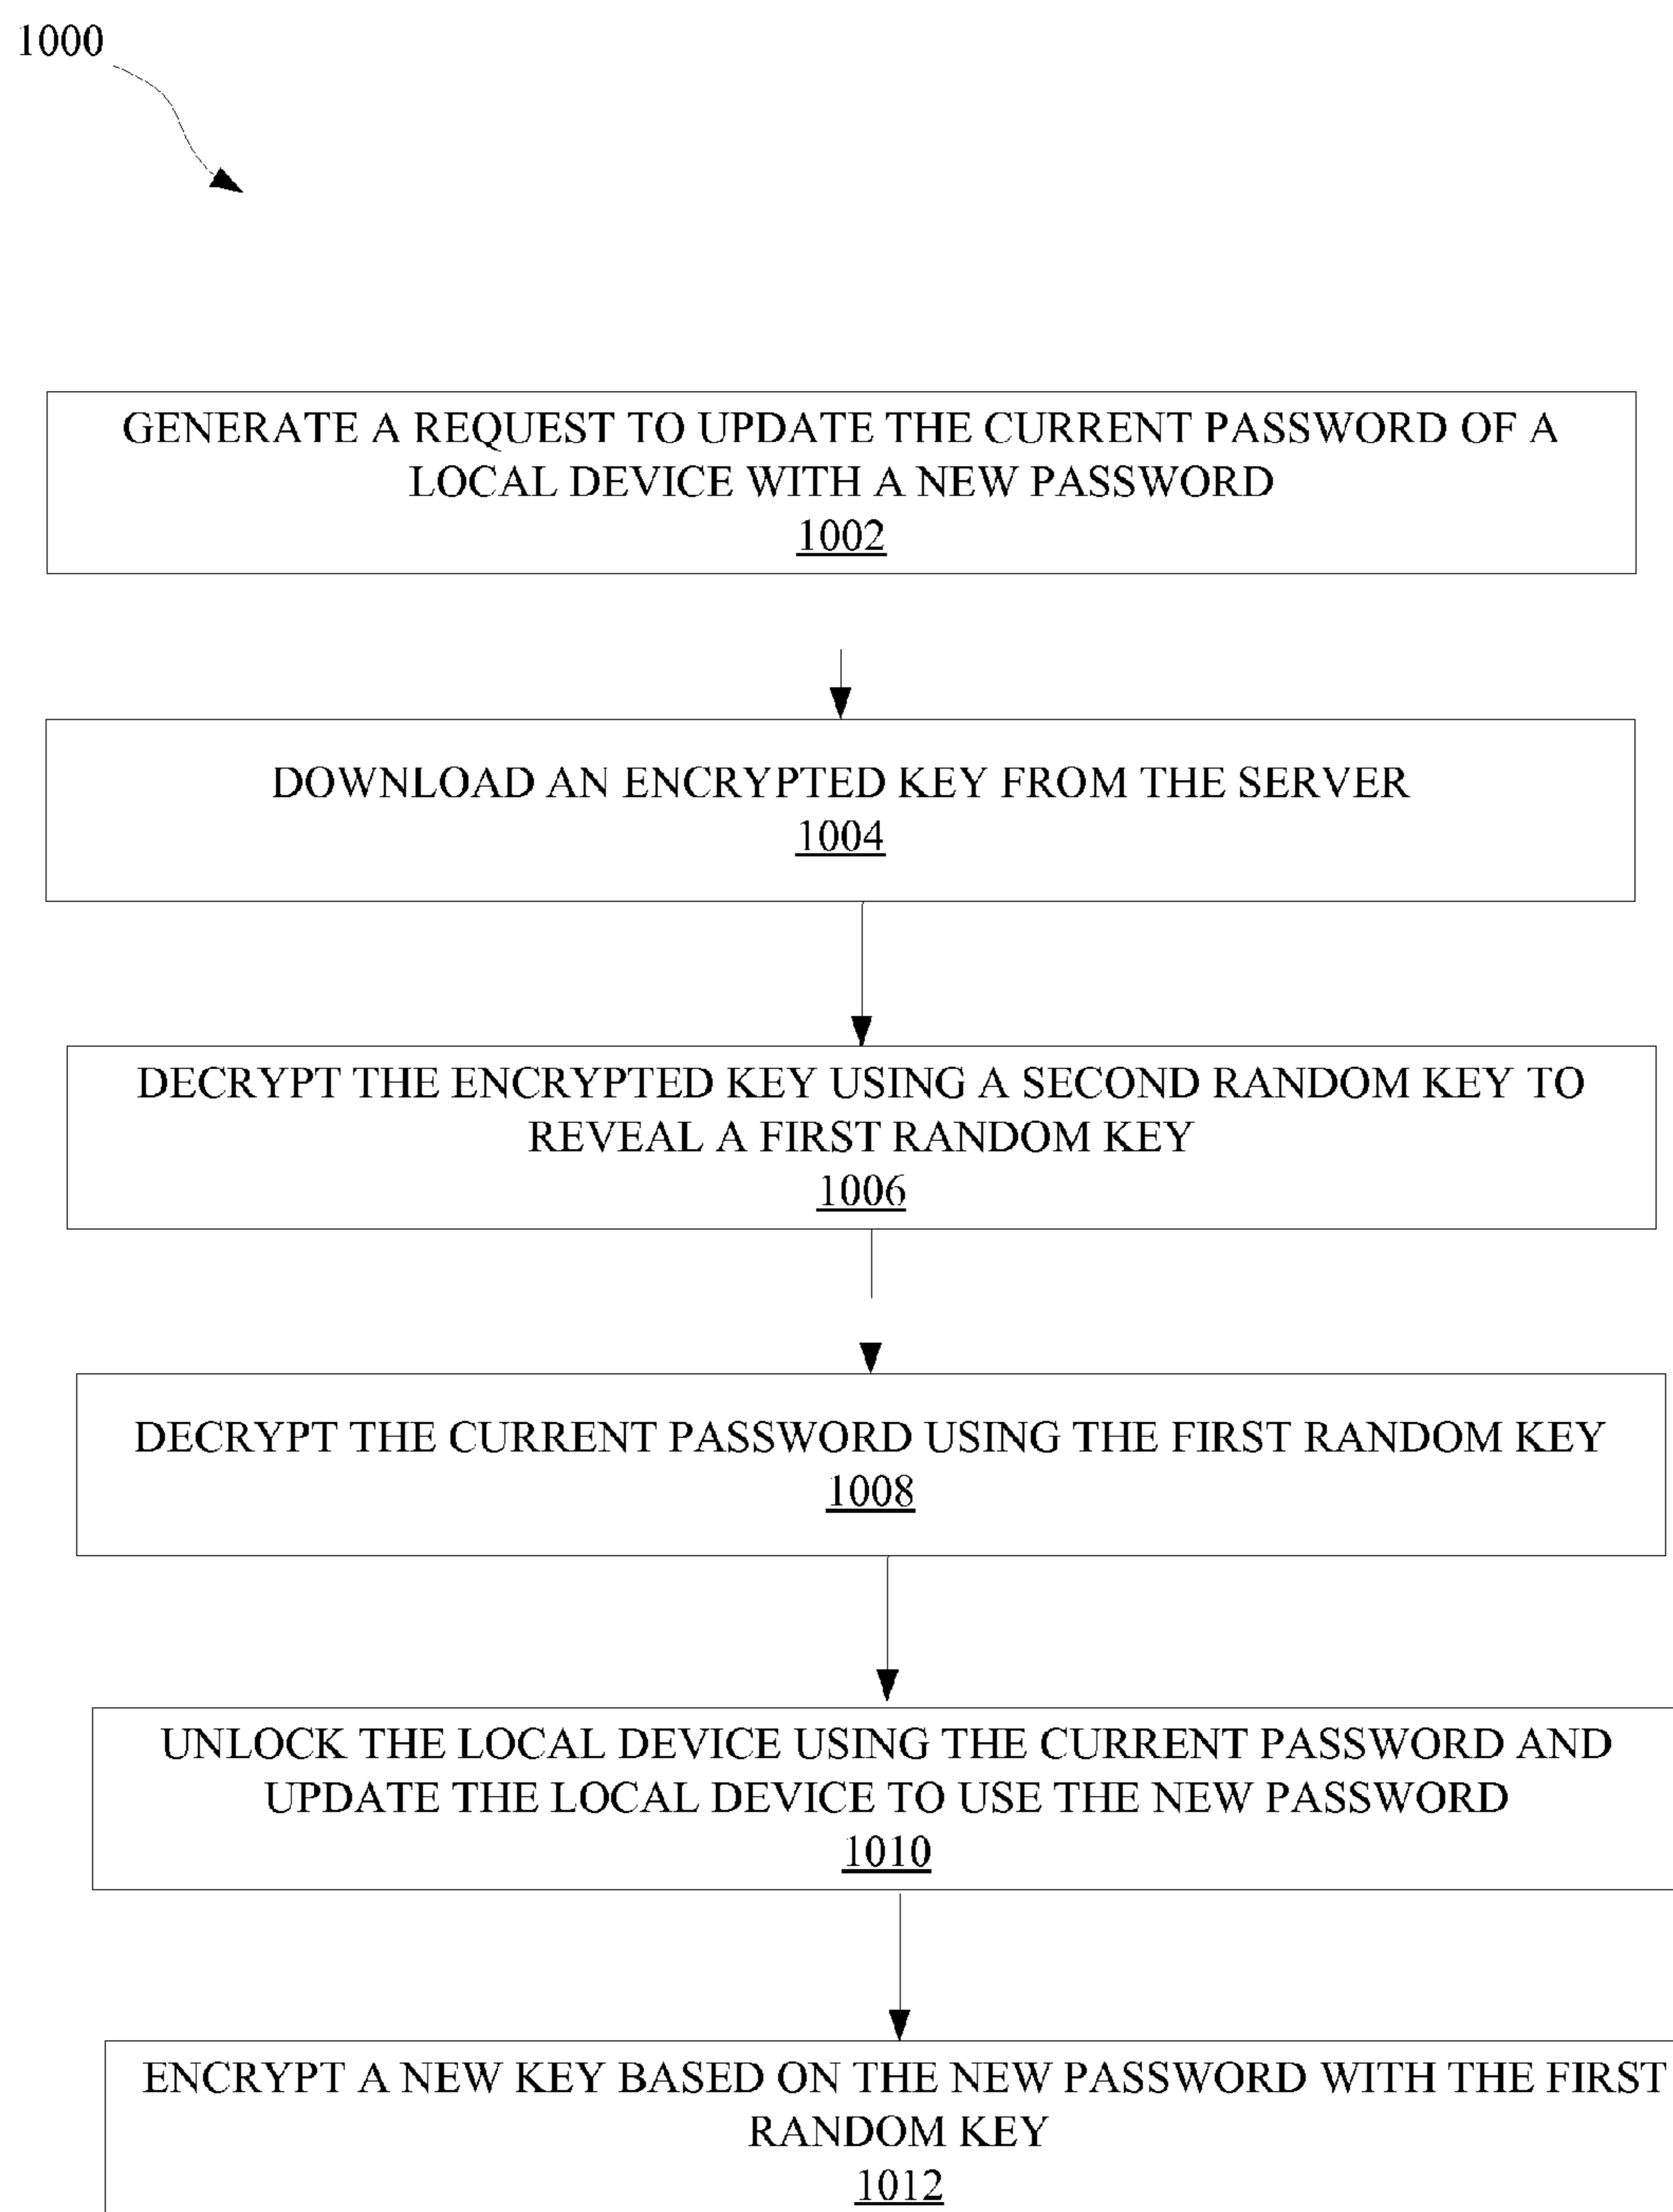 1000
GENERATE A REQUEST TO UPDATE THE CURRENT PASSWORD OF A
LOCAL DEVICE WITH A NEW PASSWORD
1002
DOWNLOAD AN ENCRYPTED KEY FROM THE SERVER
1004
DECRYPT THE ENCRYPTED KEY USING A SECOND RANDOM KEY TO
REVEAL A FIRST RANDOM KEY
1006
DECRYPT THE CURRENT PASSWORD USING THE FIRST RANDOM KEY
1008
UNLOCK THE LOCAL DEVICE USING THE CURRENT PASSWORD AND
UPDATE THE LOCAL DEVICE TO USE THE NEW PASSWORD
1010
ENCRYPT A NEW KEY BASED ON THE NEW PASSWORD WITH THE FIRST
RANDOM KEY
1012